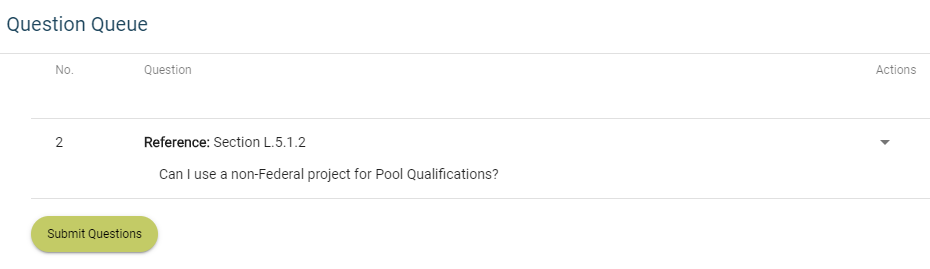 Question Queue
No. Question Actions
2 Reference: Section L.5.1.2
Can I use a non-Federal project for Pool Qualifications?
Submit Questions